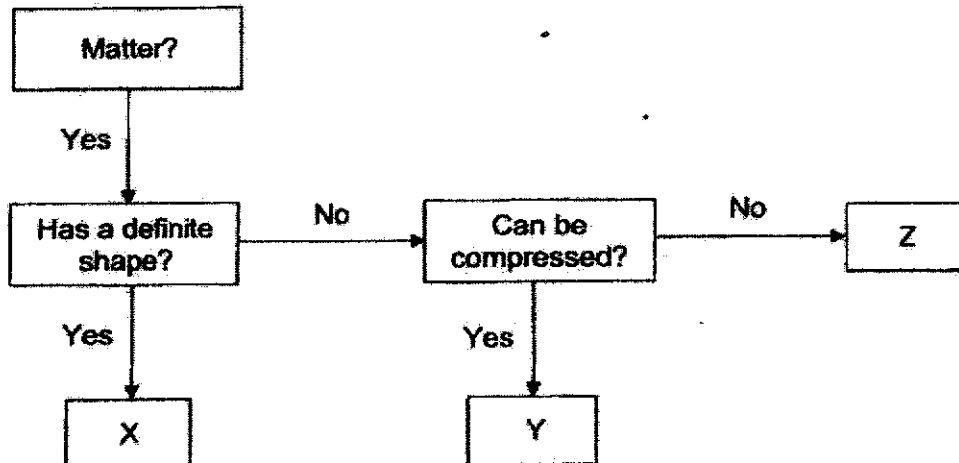 Matter?
Yes
Has a definite
shape?
No
Can be
compressed?
No
Z
Yes
X
Yes
Y